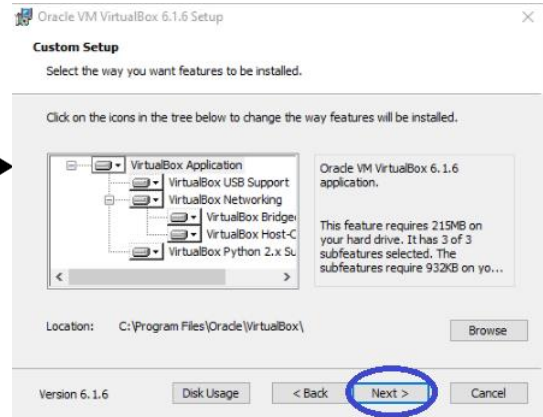 Oracle VM VirtualBox 6.1.6 Setup
Custom Setup
Select the way you want features to be installed.
Click on the icons in the tree below to change the way features will be installed.
VirtualBox Application
VirtualBox USB Support
VirtualBox Networking
VirtualBox Bridge
VirtualBox Host-C
VirtualBox Python 2.x Su
Oracle VM VirtualBox 6.1.6
application.
This feature requires 215MB on
your hard drive. It has 3 of 3
subfeatures selected. The
subfeatures require 932KB on yo...
Location: C:\Program Files\Oracle\VirtualBox\
Browse
Version 6.1.6
Disk Usage
< Back
Next >
Cancel